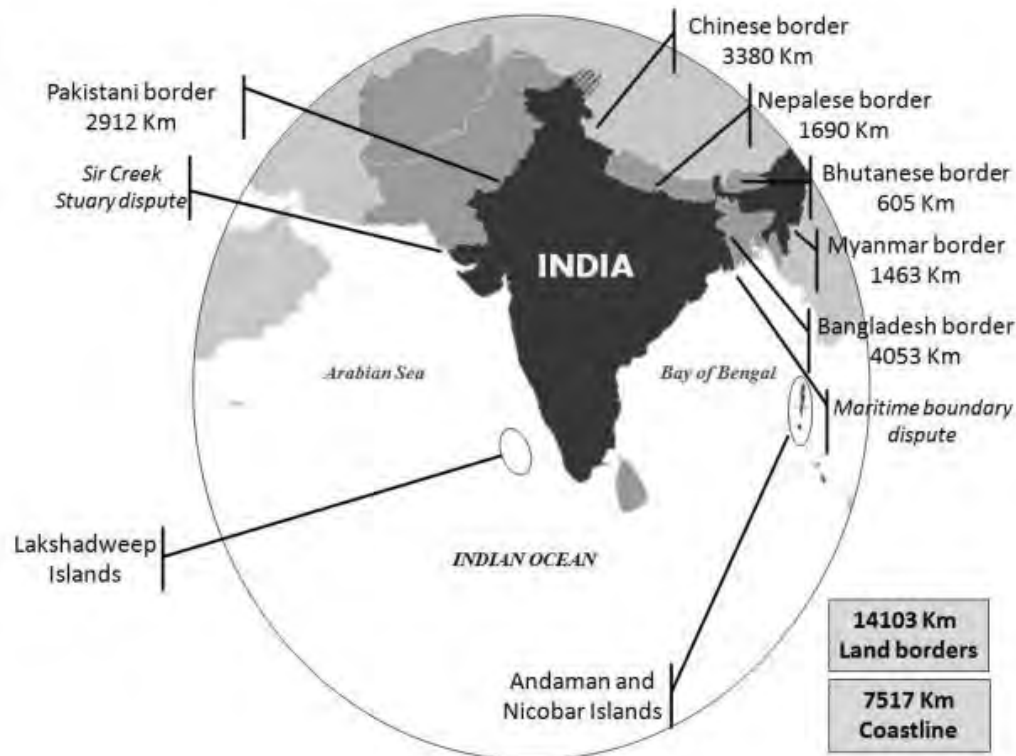 Chinese border
3380 Km
Pakistani border
2912 Km
Nepalese border
1690 Km
Sir Creek
Stuary dispute
Bhutanese border
605 Km
Myanmar border
1463 Km
INDIA
Bangladesh border
4053 Km
Arabian Sea
Bay of Bengal
Maritime boundary
dispute
Lakshadweep
Islands
INDIAN OCEAN
14103 Km
Land borders
Andaman and
Nicobar Islands
7517 Km
Coastline